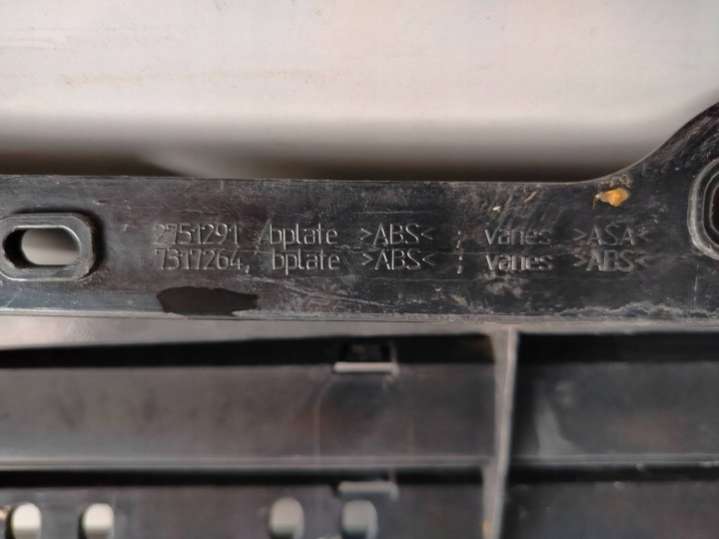 2751291 /bplate >ABS< ; vanes >ASA<
7317264, bplate >ABS< ; vanes >ABS<